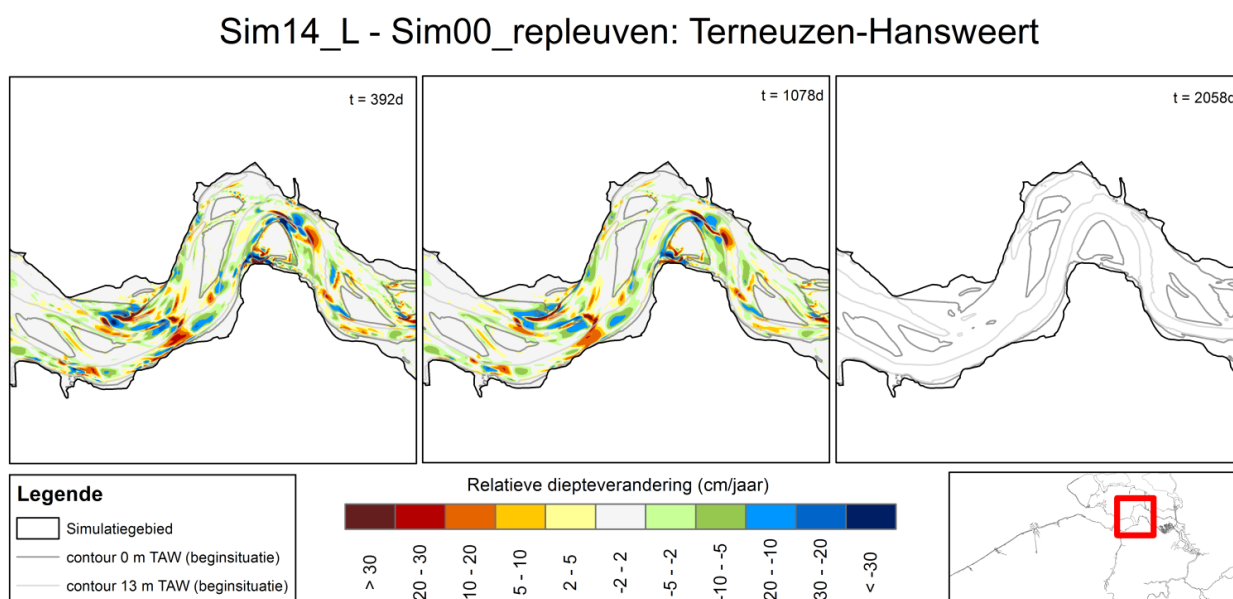 Sim14_L - Sim00_repleuven: Terneuzen-Hansweert
t = 392d
t = 1078d
t = 2058d
Legende
Simulatiegebied
contour 0 m TAW (beginsituatie)
contour 13 m TAW (beginsituatie)
Relatieve diepteverandering (cm/jaar)
> 30
20 - 30
10 - 20
5 - 10
2 - 5
-2 - 2
-5 - -2
-10 - -5
20 - -10
30 - -20
< -30